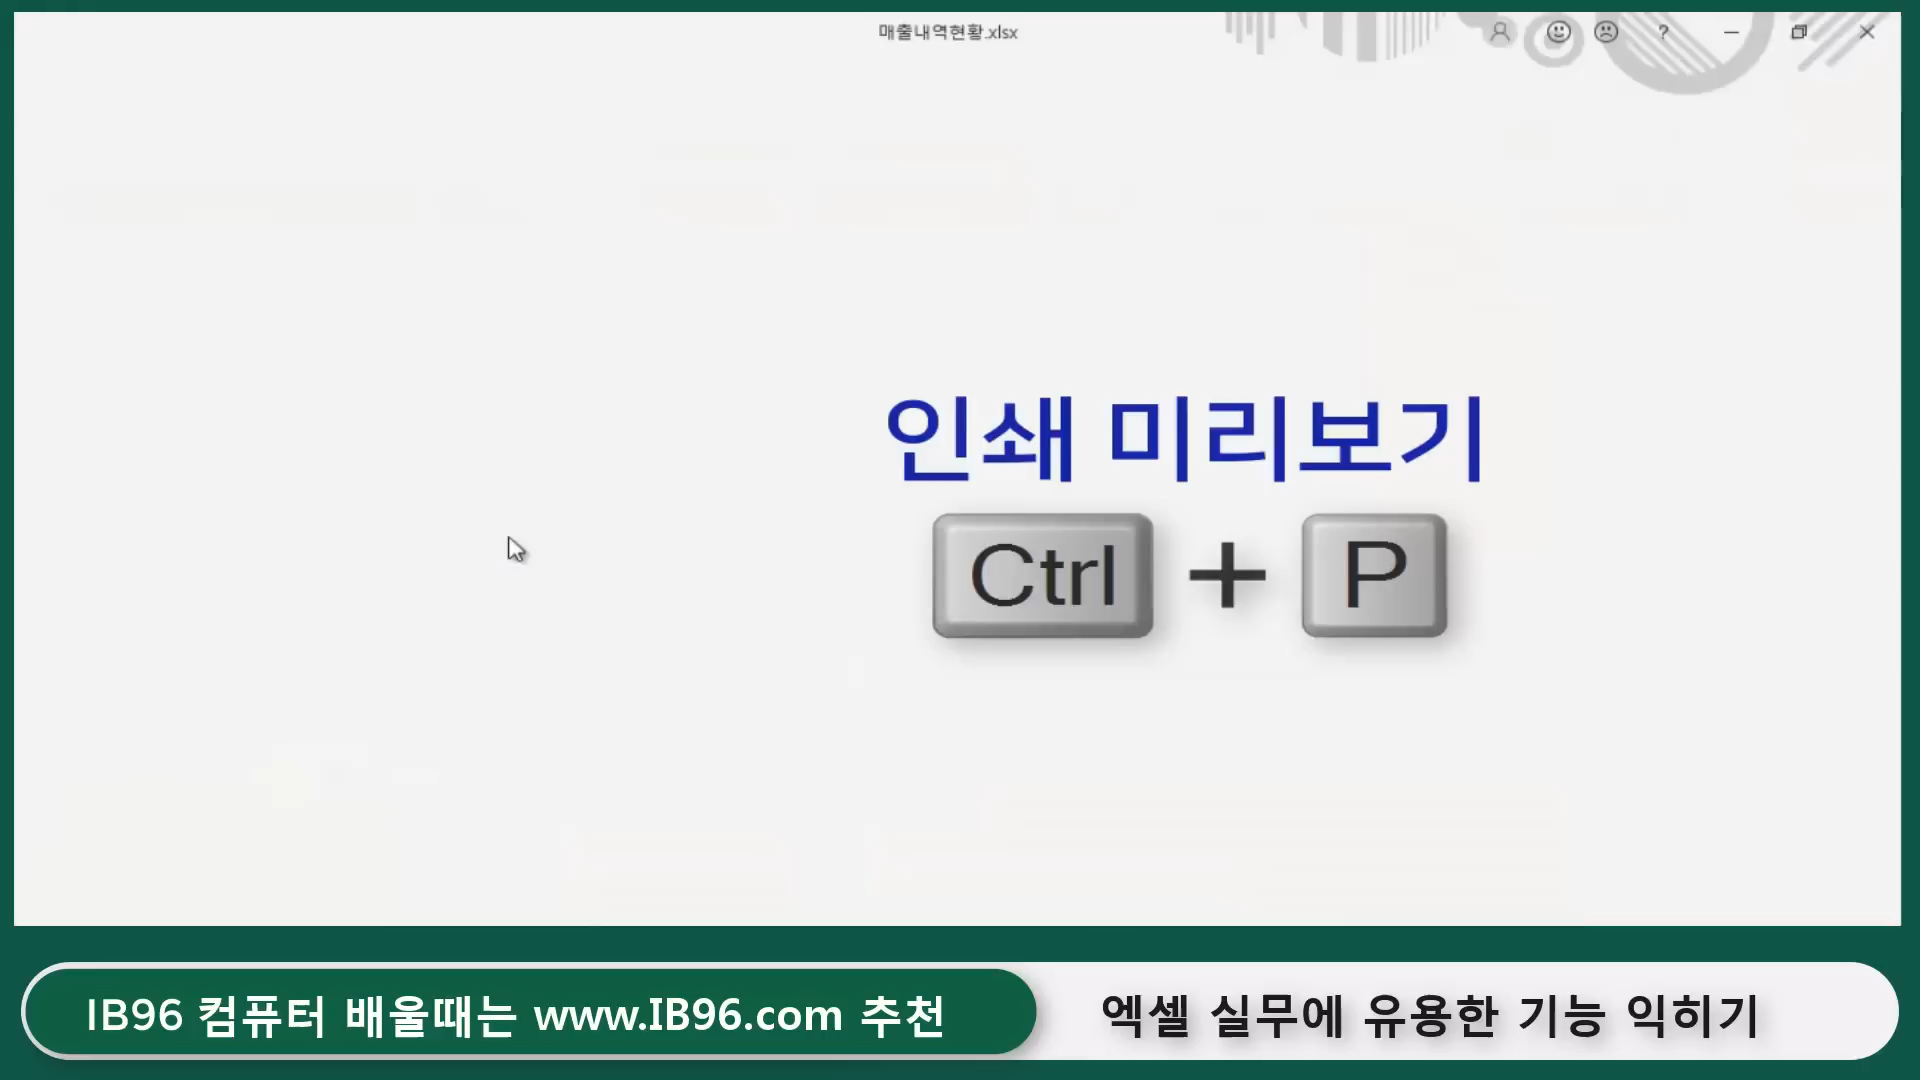 매출내역현황.xlsx
?
인쇄 미리보기
Ctrl + P
IB96 컴퓨터 배울때는 www.IB96.com 추천
엑셀 실무에 유용한 기능 익히기